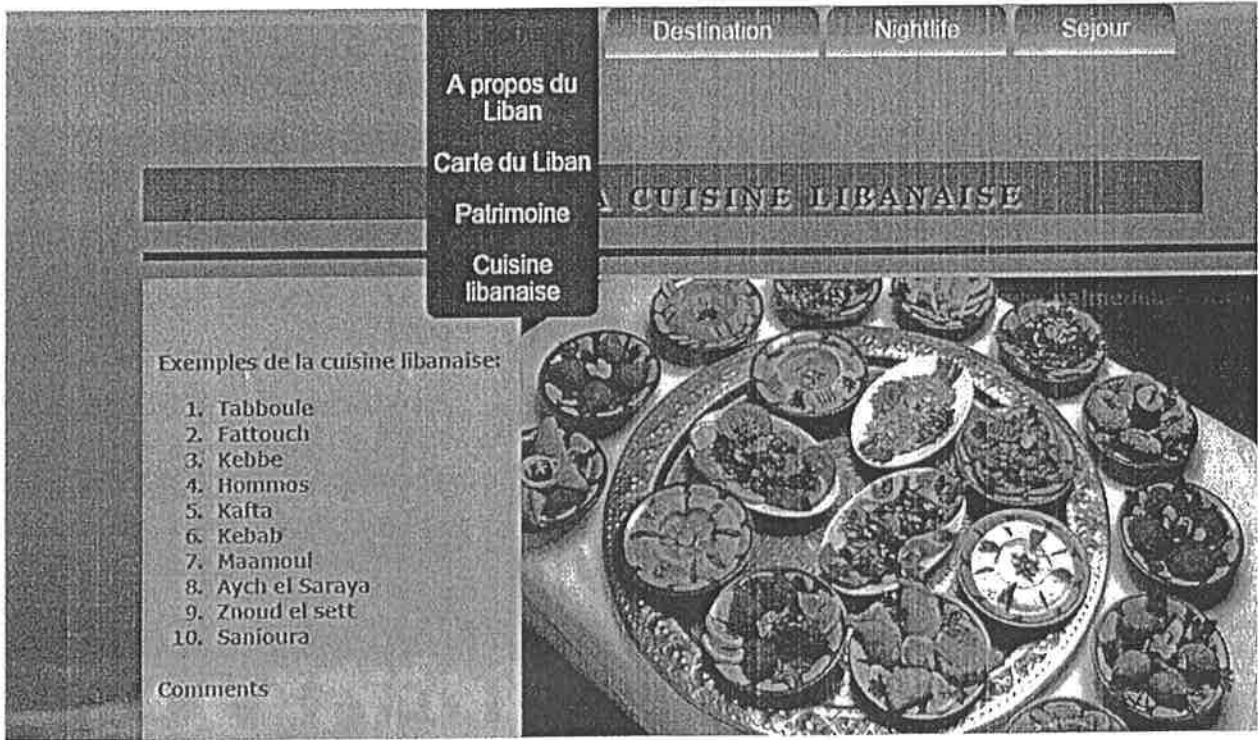 Destination
Nightlife
Sejour
A propos du
Liban
Carte du Liban
Patrimoine
Cuisine
libanaise
A CUISINE LIBANAISE
Exemples de la cuisine libanaise:
1. Tabboule
2. Fattouch
3. Kebbe
4. Hommos
5. Kafta
6. Kebab
7. Maamoul
8. Aych el Saraya
9. Znoud el sett
10. Sanioura
Comments